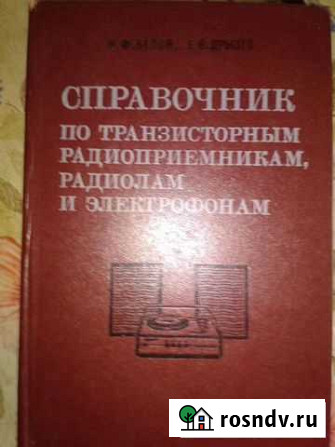 СПРАВОЧНИК
ПО ТРАНЗИСТОРНЫМ
РАДИОПРИЕМНИКАМ,
РАДИОЛАМ
И ЭЛЕКТРОФОНАМ
rosndv.ru